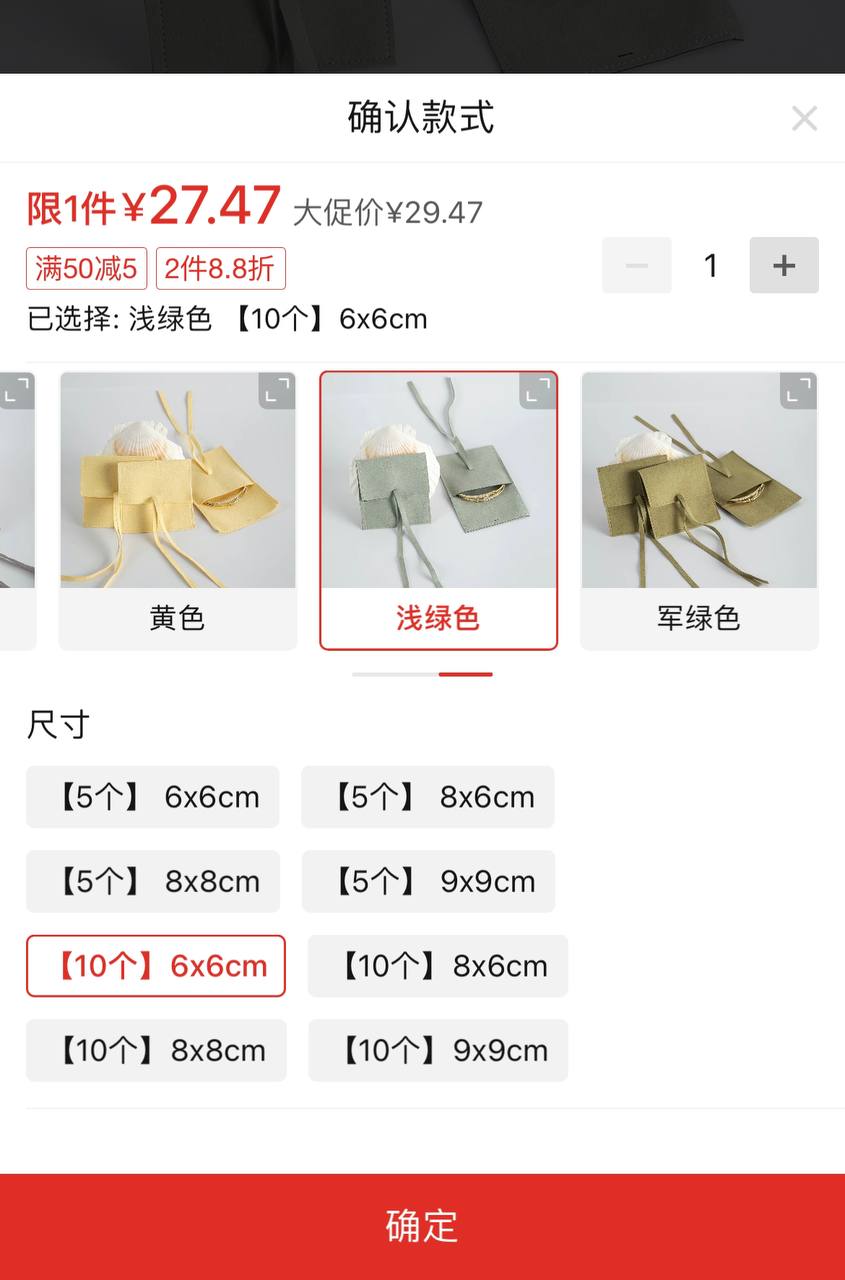 确认款式
限1件¥27.47 大促价¥29.47
满50减5 2件8.8折
1
已选择: 浅绿色 【10个】6x6cm
黄色 浅绿色 军绿色
尺寸
【5个】 6x6cm 【5个】 8x6cm
【5个】 8x8cm 【5个】 9x9cm
【10个】6x6cm 【10个】8x6cm
【10个】8x8cm 【10个】9x9cm
确定